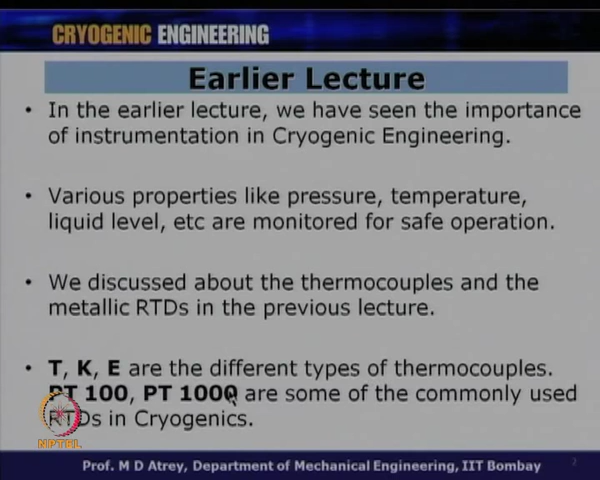 CRYOGENIC ENGINEERING
Earlier Lecture
• In the earlier lecture, we have seen the importance
of instrumentation in Cryogenic Engineering.
• Various properties like pressure, temperature,
liquid level, etc are monitored for safe operation.
• We discussed about the thermocouples and the
metallic RTDs in the previous lecture.
• T, K, E are the different types of thermocouples.
PT 100, PT 1000 are some of the commonly used
RTDs in Cryogenics.
NPTEL
Prof. M D Atrey, Department of Mechanical Engineering, IIT Bombay
2